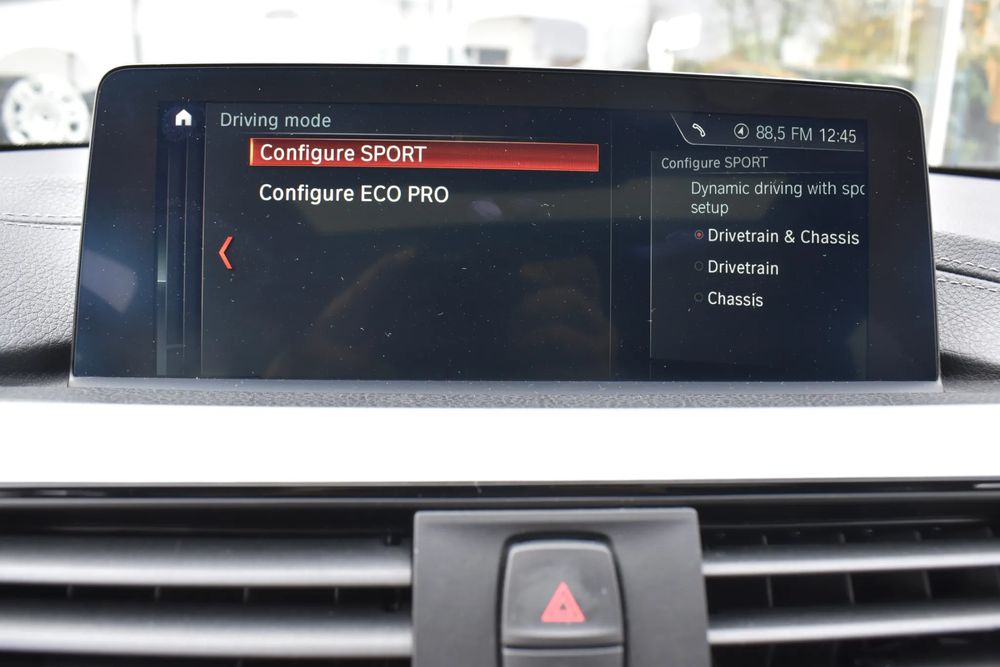 Driving mode
Configure SPORT
Configure ECO PRO
88,5 FM 12:45
Configure SPORT
Dynamic driving with
setup
Drivetrain & Chassis
Drivetrain
Chassis